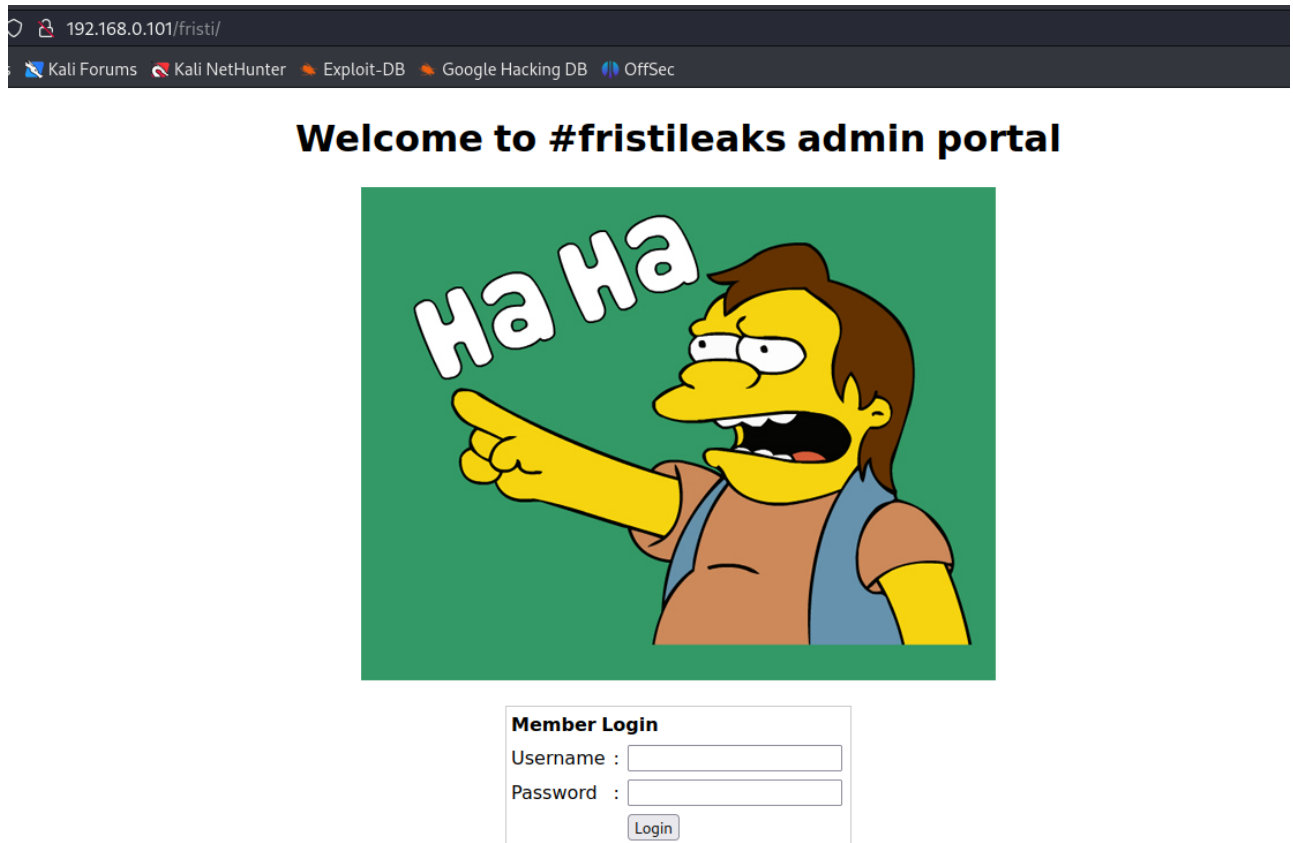 192.168.0.101/fristi/
Kali Forums Kali NetHunter Exploit-DB Google Hacking DB OffSec
Welcome to #fristileaks admin portal
Ha Ha
Member Login
Username :
Password :
Login